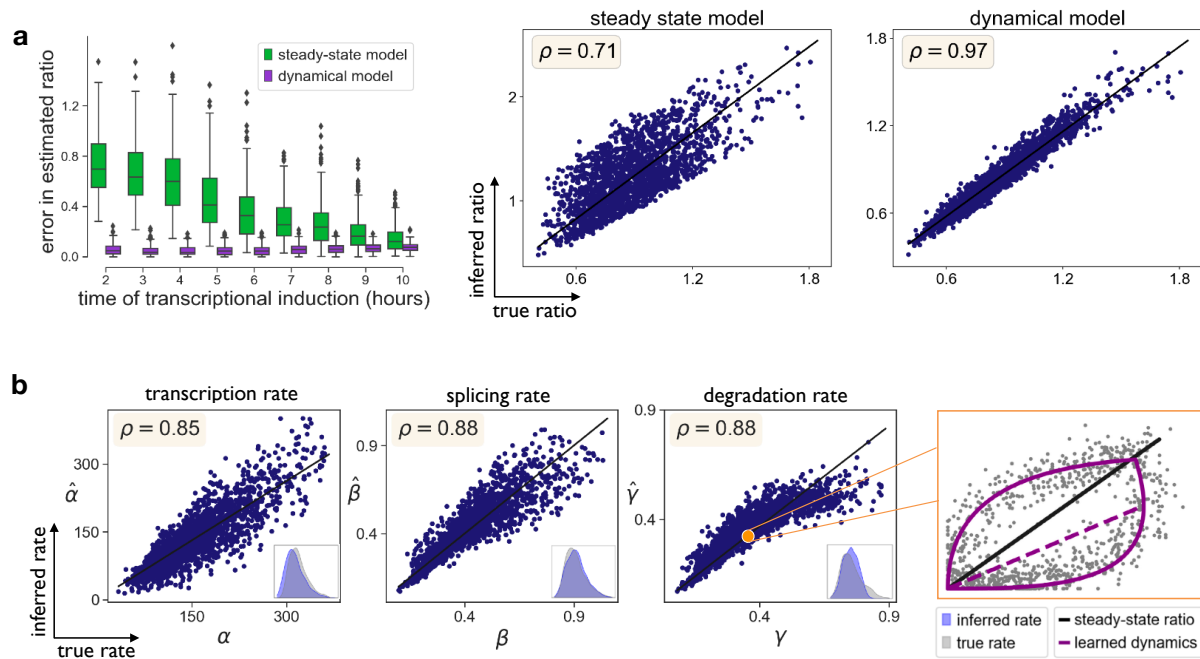 a
steady-state model
dynamical model
error in estimated ratio
1.2
0.8
0.4
0.0
2 3 4 5 6 7 8 9 10
time of transcriptional induction (hours)
steady state model
ρ = 0.71
2
1
0.6 1.2 1.8
inferred ratio
true ratio
dynamical model
ρ = 0.97
1.8
1.2
0.6
0.6 1.2 1.8
b
transcription rate
ρ = 0.85
300
α̂
150
0
150 300
α
inferred rate
true rate
splicing rate
ρ = 0.88
0.9
β̂
0.4
0.4 0.9
β
degradation rate
0.9
ρ = 0.88
γ̂
0.4
0.4 0.9
γ
inferred rate
true rate
steady-state ratio
learned dynamics